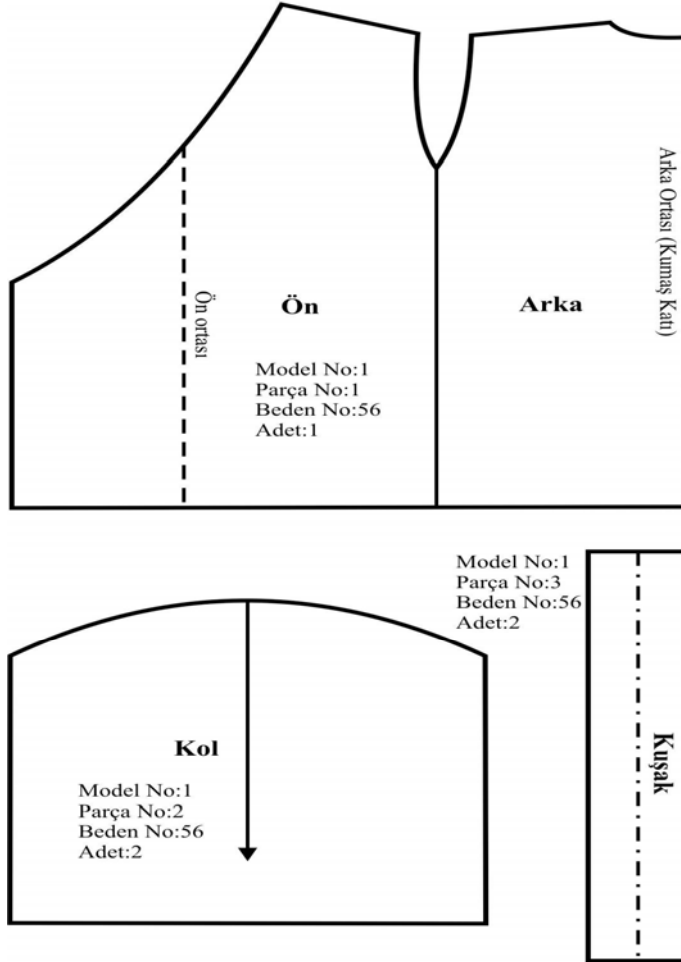 Arka Ortası (Kumaş Katı)
Ön ortası
Ön
Arka
Model No:1
Parça No:1
Beden No:56
Adet:1
Model No:1
Parça No:3
Beden No:56
Adet:2
Kuşak
Kol
Model No:1
Parça No:2
Beden No:56
Adet:2